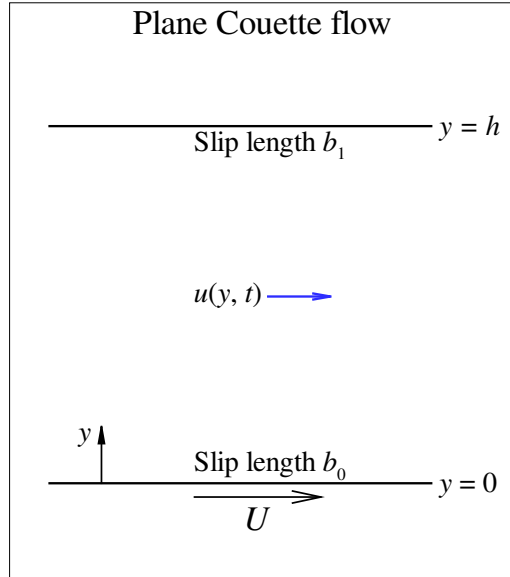 Plane Couette flow
y = h
Slip length b₁
u(y, t)
y
Slip length b₀
y = 0
U